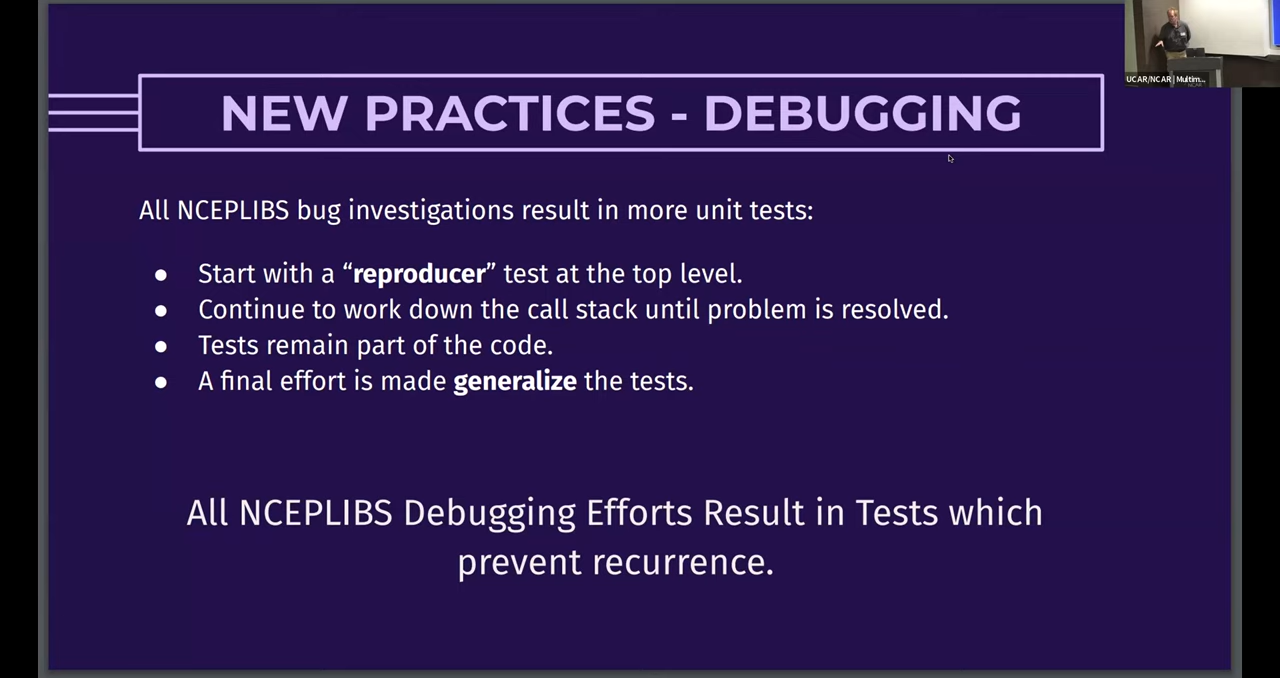 UCAR/NCAR | Multim...
NEW PRACTICES - DEBUGGING
All NCEPLIBS bug investigations result in more unit tests:
● Start with a “reproducer” test at the top level.
● Continue to work down the call stack until problem is resolved.
● Tests remain part of the code.
● A final effort is made generalize the tests.
All NCEPLIBS Debugging Efforts Result in Tests which
prevent recurrence.